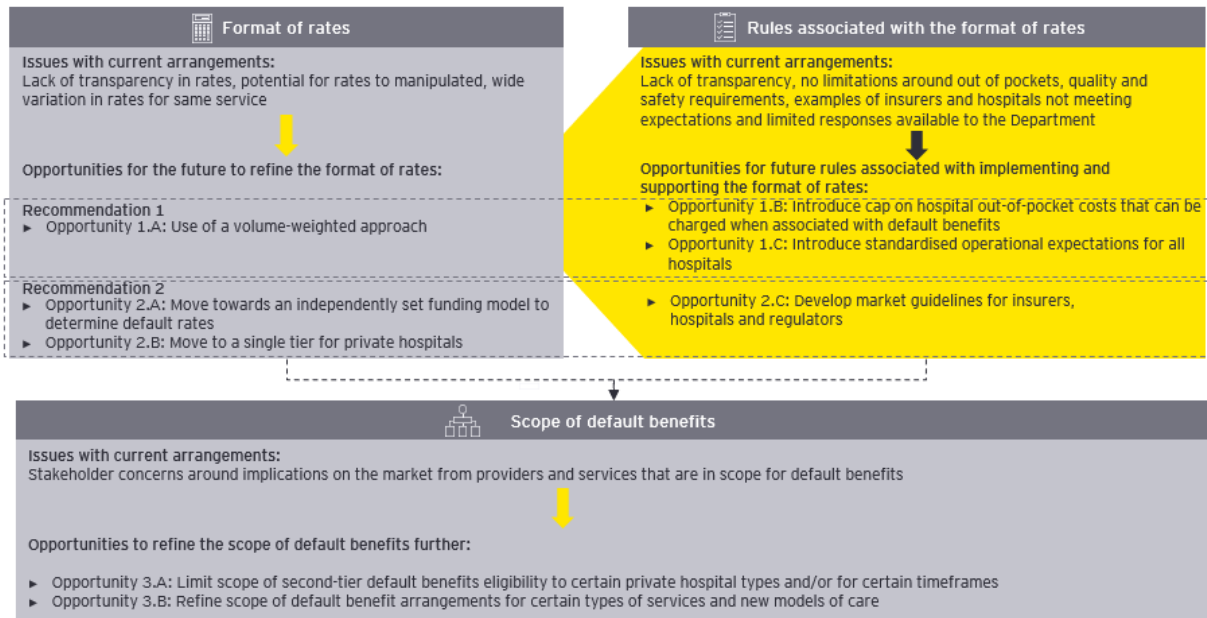 Format of rates
Issues with current arrangements:
Lack of transparency in rates, potential for rates to manipulated, wide
variation in rates for same service
Opportunities for the future to refine the format of rates:
Recommendation 1
► Opportunity 1.A: Use of a volume-weighted approach
Recommendation 2
► Opportunity 2.A: Move towards an independently set funding model to
determine default rates
► Opportunity 2.B: Move to a single tier for private hospitals
Rules associated with the format of rates
Issues with current arrangements:
Lack of transparency, no limitations around out of pockets, quality and
safety requirements, examples of insurers and hospitals not meeting
expectations and limited responses available to the Department
Opportunities for future rules associated with implementing and
supporting the format of rates:
► Opportunity 1.B: Introduce cap on hospital out-of-pocket costs that can be
charged when associated with default benefits
► Opportunity 1.C: Introduce standardised operational expectations for all
hospitals
► Opportunity 2.C: Develop market guidelines for insurers,
hospitals and regulators
Scope of default benefits
Issues with current arrangements:
Stakeholder concerns around implications on the market from providers and services that are in scope for default benefits
Opportunities to refine the scope of default benefits further:
► Opportunity 3.A: Limit scope of second-tier default benefits eligibility to certain private hospital types and/or for certain timeframes
► Opportunity 3.B: Refine scope of default benefit arrangements for certain types of services and new models of care